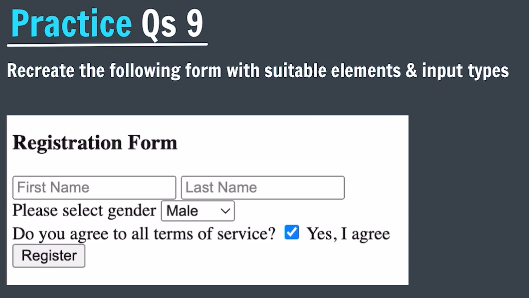 Practice Qs 9
Recreate the following form with suitable elements & input types
Registration Form
First Name Last Name
Please select gender Male
Do you agree to all terms of service? Yes, I agree
Register